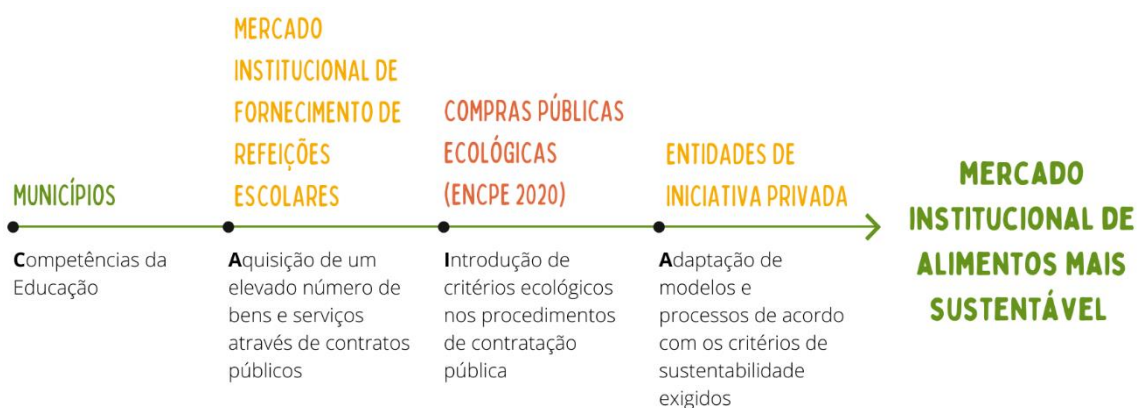 MUNICÍPIOS
Competências da
Educação
MERCADO
INSTITUCIONAL DE
FORNECIMENTO DE
REFEIÇÕES
ESCOLARES
Aquisição de um
elevado número de
bens e serviços
através de contratos
públicos
COMPRAS PÚBLICAS
ECOLÓGICAS
(ENCPE 2020)
Introdução de
critérios ecológicos
nos procedimentos
de contratação
pública
ENTIDADES DE
INICIATIVA PRIVADA
Adaptação de
modelos e
processos de acordo
com os critérios de
sustentabilidade
exigidos
MERCADO
INSTITUCIONAL DE
ALIMENTOS MAIS
SUSTENTÁVEL